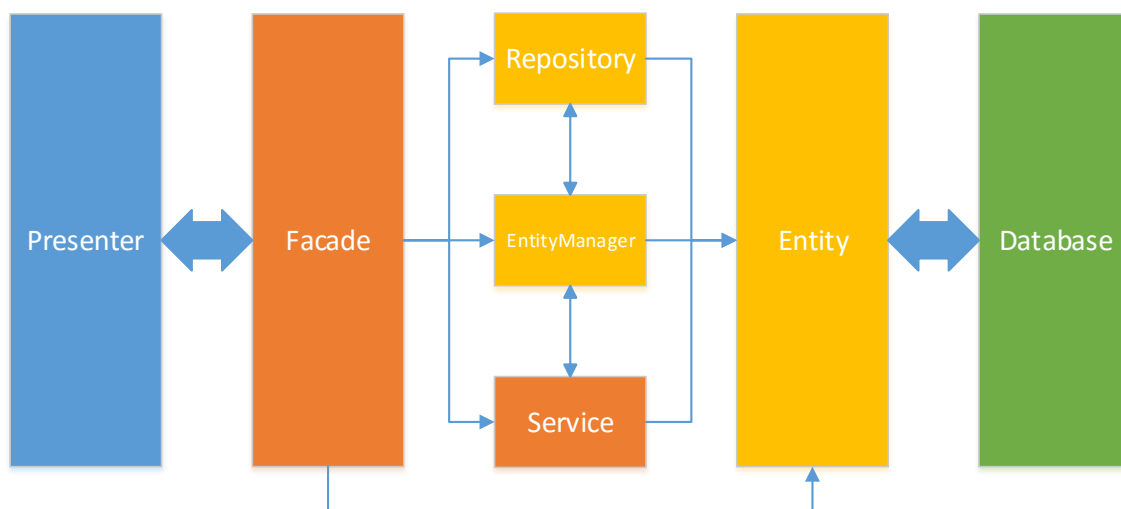 Presenter
Facade
Repository
EntityManager
Service
Entity
Database